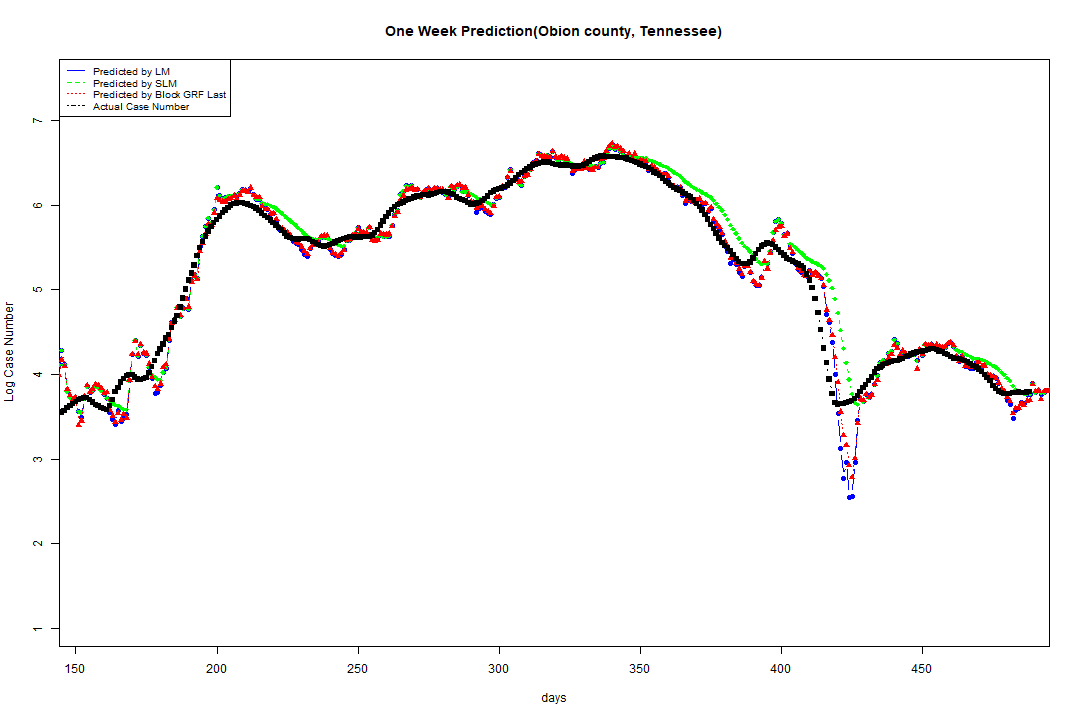 One Week Prediction(Obion county, Tennessee)
Predicted by LM
Predicted by SLM
Predicted by Block GRF Last
Actual Case Number
Log Case Number
7
6
5
4
3
2
1
150 200 250 300 350 400 450
days